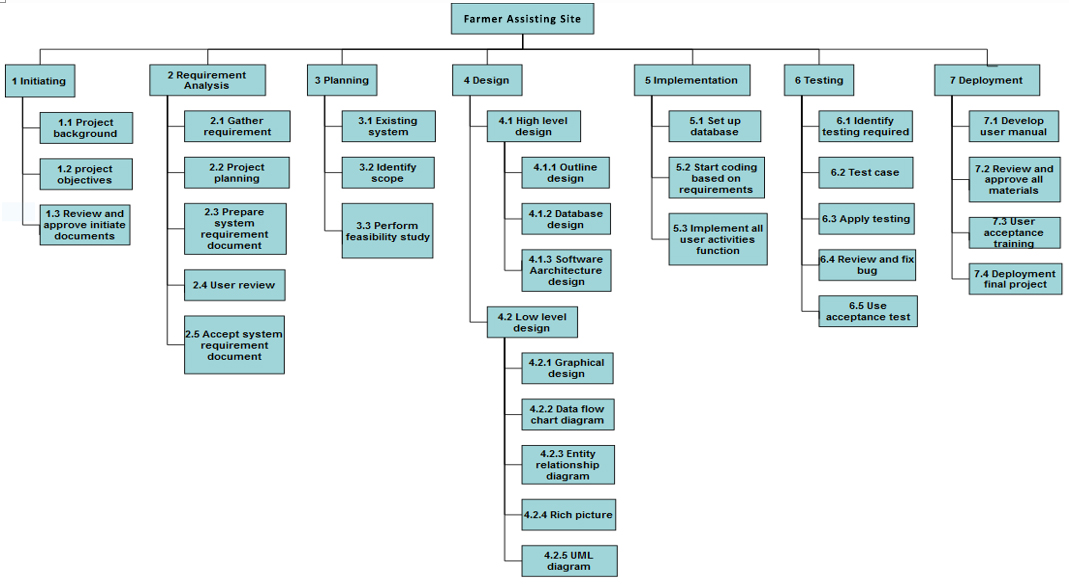 Farmer Assisting Site
1 Initiating
1.1 Project
background
1.2 project
objectives
1.3 Review and
approve initiate
documents
2 Requirement
Analysis
2.1 Gather
requirement
2.2 Project
planning
2.3 Prepare
system
requirement
document
2.4 User review
2.5 Accept system
requirement
document
3 Planning
3.1 Existing
system
3.2 Identify
scope
3.3 Perform
feasibility study
4 Design
4.1 High level
design
4.1.1 Outline
design
4.1.2 Database
design
4.1.3 Software
Aarchitecture
design
4.2 Low level
design
4.2.1 Graphical
design
4.2.2 Data flow
chart diagram
4.2.3 Entity
relationship
diagram
4.2.4 Rich picture
4.2.5 UML
diagram
5 Implementation
5.1 Set up
database
5.2 Start coding
based on
requirements
5.3 Implement all
user activities
function
6 Testing
6.1 Identify
testing required
6.2 Test case
6.3 Apply testing
6.4 Review and fix
bug
6.5 Use
acceptance test
7 Deployment
7.1 Develop
user manual
7.2 Review and
approve all
materials
7.3 User
acceptance
training
7.4 Deployment
final project